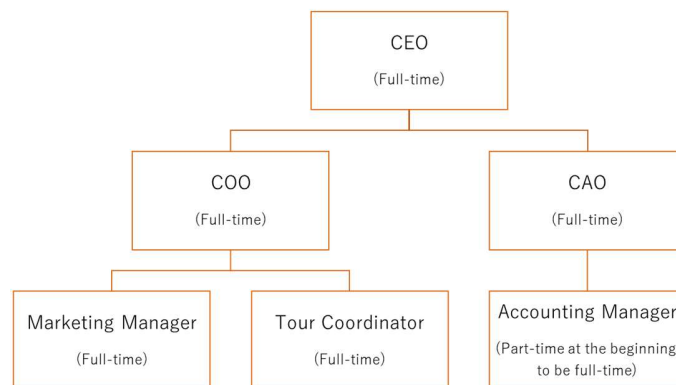 CEO
(Full-time)
COO
(Full-time)
CAO
(Full-time)
Marketing Manager
(Full-time)
Tour Coordinator
(Full-time)
Accounting Manager
(Part-time at the beginning
to be full-time)